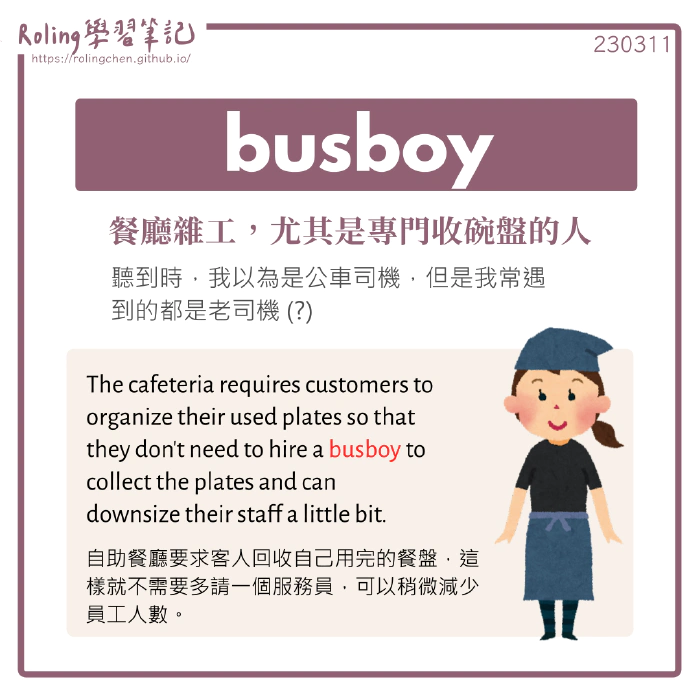 Roling學習筆記
https://rolingchen.github.io/
230311
busboy
餐廳雜工，尤其是專門收碗盤的人
聽到時，我以為是公車司機，但是我常遇
到的都是老司機 (?)
The cafeteria requires customers to
organize their used plates so that
they don't need to hire a busboy to
collect the plates and can
downsize their staff a little bit.
自助餐廳要求客人回收自己用完的餐盤，這
樣就不需要多請一個服務員，可以稍微減少
員工人數。